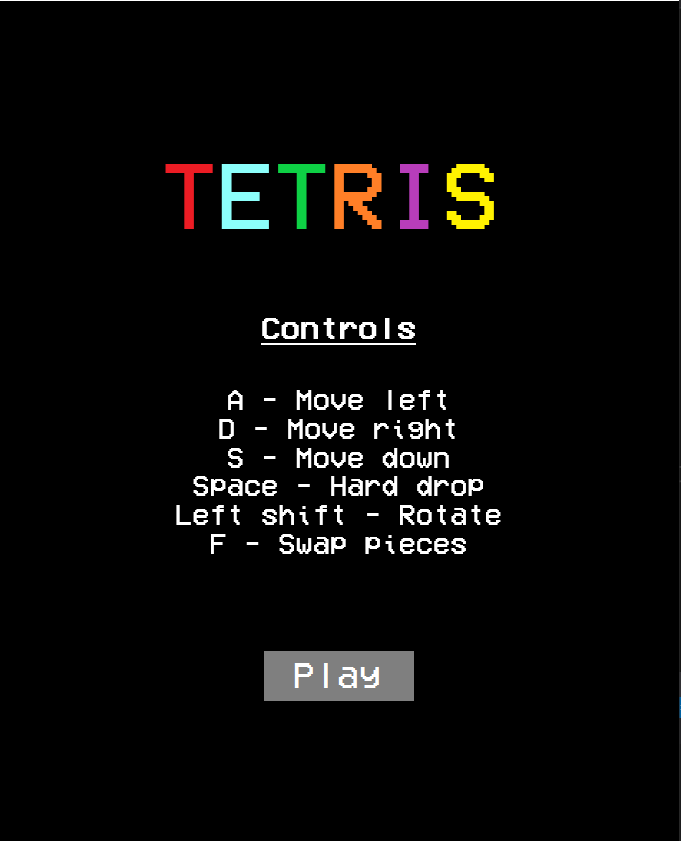 TETRIS
Controls
A - Move left
D - Move right
S - Move down
Space - Hard drop
Left shift - Rotate
F - Swap pieces
Play